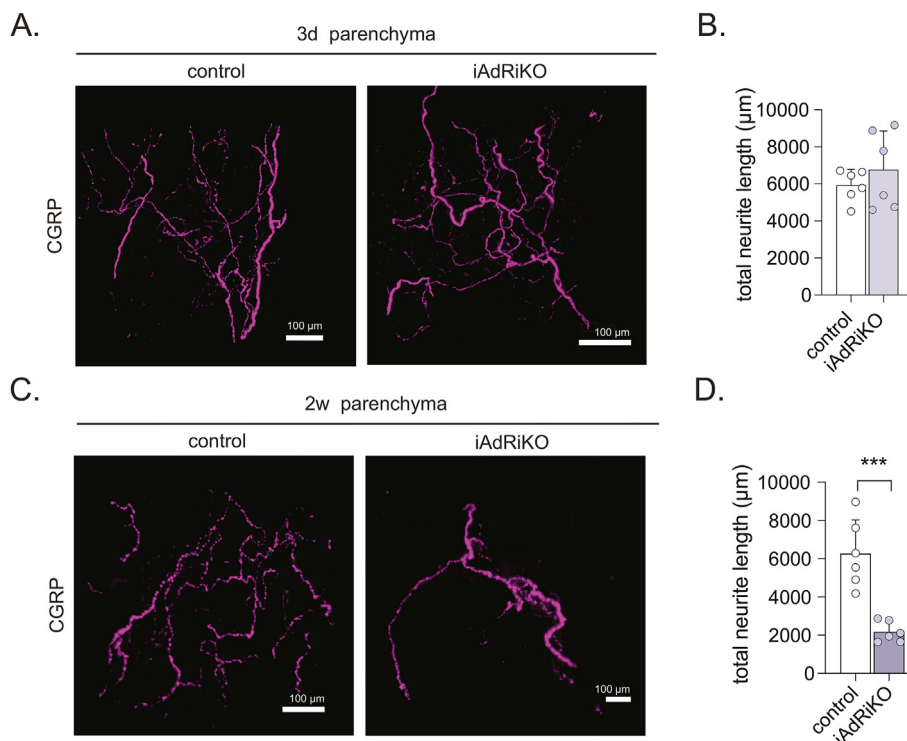 A.
3d parenchyma
control
iAdRiKO
CGRP
100 µm
100 µm
B.
total neurite length (µm)
10000
8000
6000
4000
2000
0
control
iAdRiKO
C.
2w parenchyma
control
iAdRiKO
CGRP
100 µm
100 µm
D.
***
total neurite length (µm)
10000
8000
6000
4000
2000
0
control
iAdRiKO